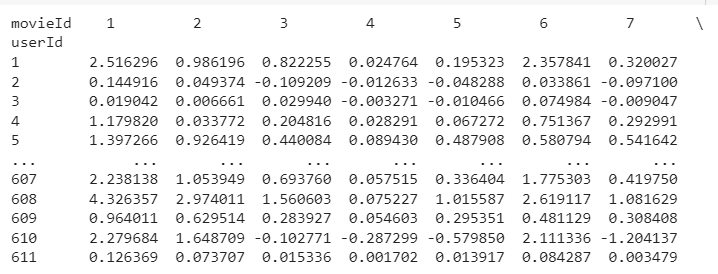 movieId 1 2 3 4 5 6 7 \
userId
1 2.516296 0.986196 0.822255 0.024764 0.195323 2.357841 0.320027
2 0.144916 0.049374 -0.109209 -0.012633 -0.048288 0.033861 -0.097100
3 0.019042 0.006661 0.029940 -0.003271 -0.010466 0.074984 -0.009047
4 1.179820 0.033772 0.204816 0.028291 0.067272 0.751367 0.292991
5 1.397266 0.926419 0.440084 0.089430 0.487908 0.580794 0.541642
... ... ... ... ... ... ... ...
607 2.238138 1.053949 0.693760 0.057515 0.336404 1.775303 0.419750
608 4.326357 2.974011 1.560603 0.075227 1.015587 2.619117 1.081629
609 0.964011 0.629514 0.283927 0.054603 0.295351 0.481129 0.308408
610 2.279684 1.648709 -0.102771 -0.287299 -0.579850 2.111336 -1.204137
611 0.126369 0.073707 0.015336 0.001702 0.013917 0.084287 0.003479